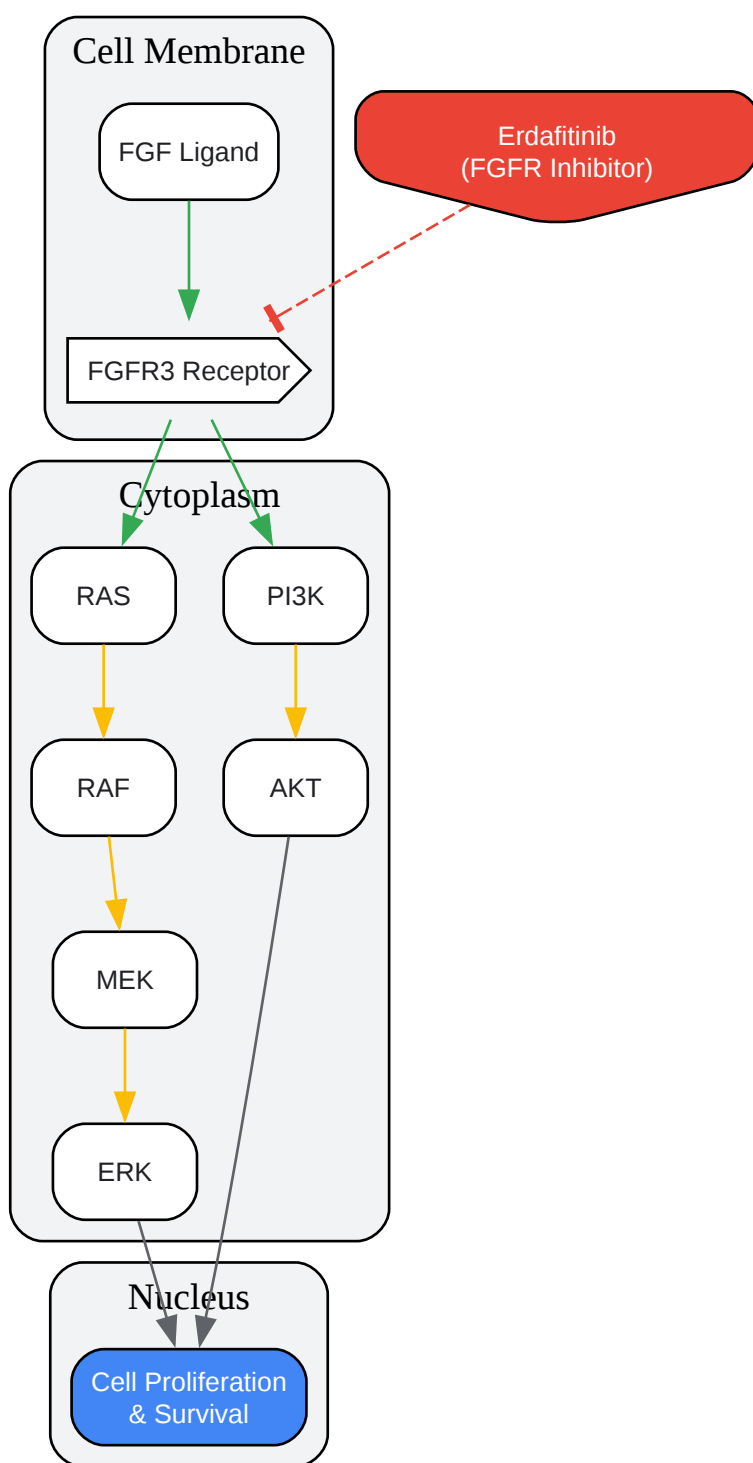 Cell Membrane
FGF Ligand
Erdafitinib
(FGFR Inhibitor)
FGFR3 Receptor
Cytoplasm
RAS
PI3K
RAF
AKT
MEK
ERK
Nucleus
Cell Proliferation
& Survival